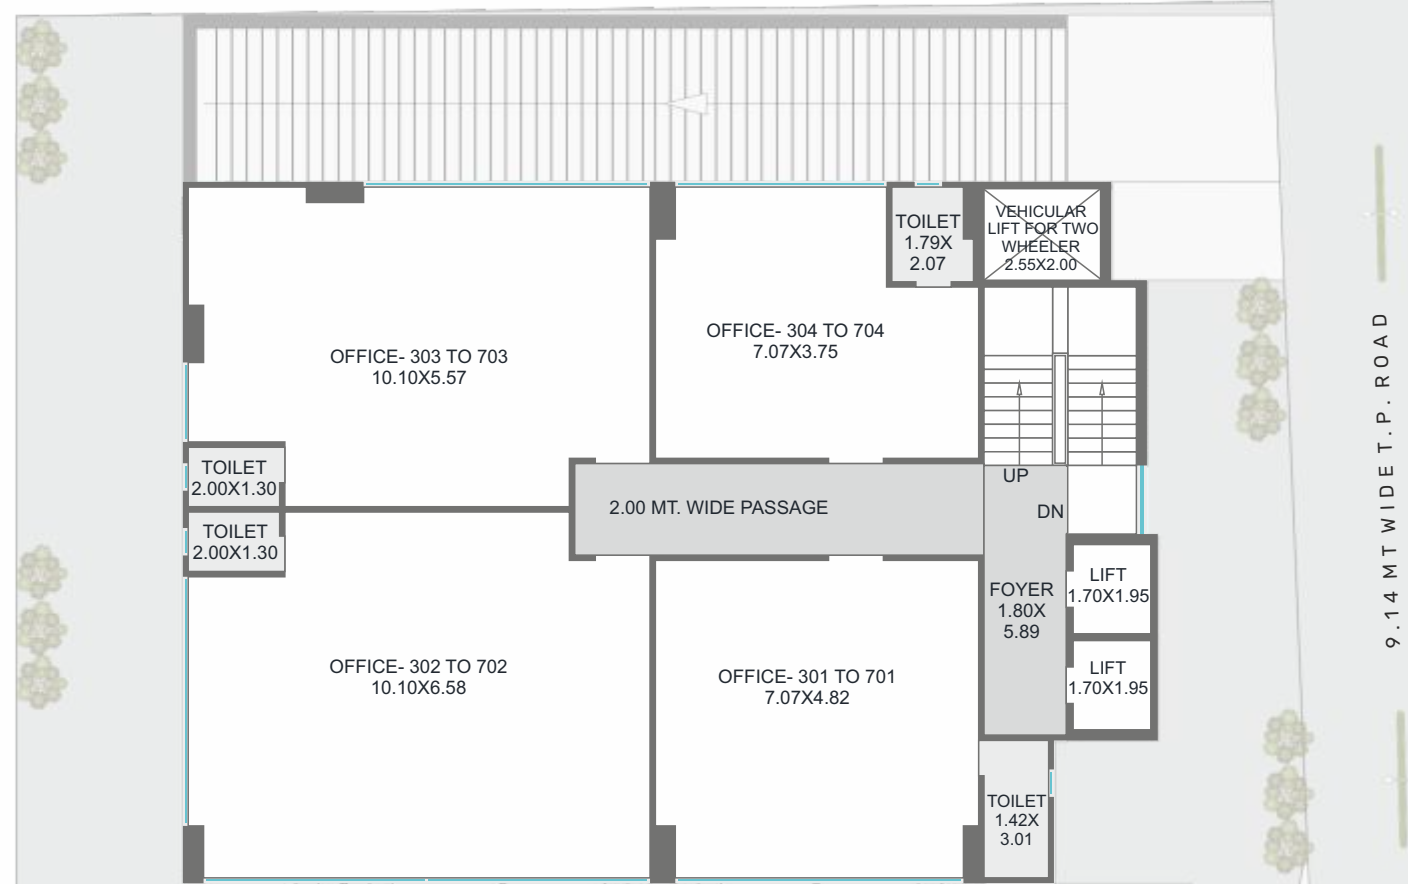 TOILET
1.79X
2.07
VEHICULAR
LIFT FOR TWO
WHEELER
2.55X2.00
OFFICE- 303 TO 703
10.10X5.57
OFFICE- 304 TO 704
7.07X3.75
TOILET
2.00X1.30
TOILET
2.00X1.30
2.00 MT. WIDE PASSAGE
UP
DN
FOYER
1.80X
5.89
LIFT
1.70X1.95
LIFT
1.70X1.95
OFFICE- 302 TO 702
10.10X6.58
OFFICE- 301 TO 701
7.07X4.82
TOILET
1.42X
3.01
9.14 MT WIDE T.P. ROAD